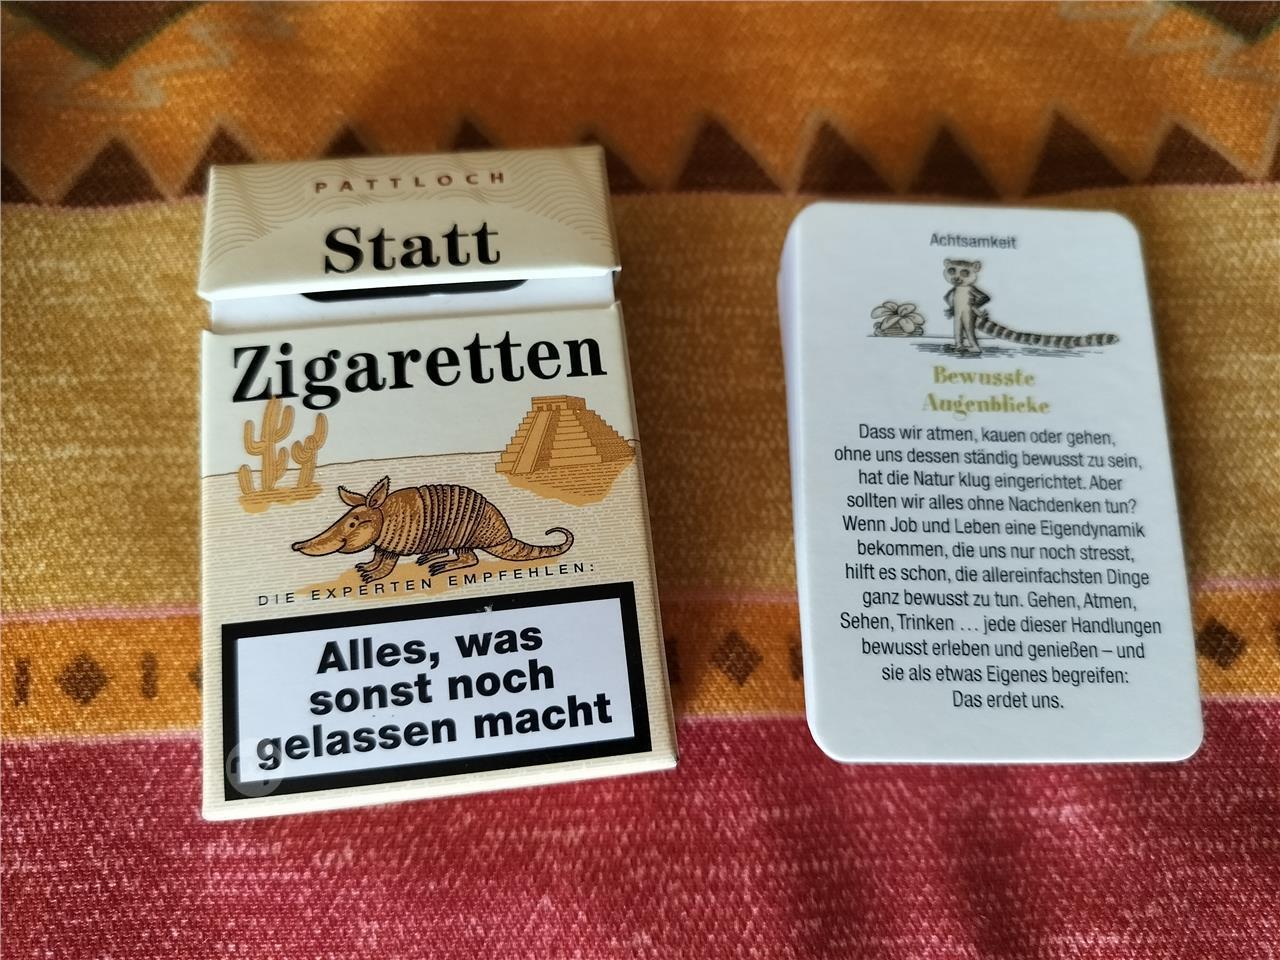 PATTLOCH
Statt
Zigaretten
DIE EXPERTEN EMPFEHLEN:
Alles, was
sonst noch
gelassen macht
Achtsamkeit
Bewusste
Augenblicke
Dass wir atmen, kauen oder gehen,
ohne uns dessen ständig bewusst zu sein,
hat die Natur klug eingerichtet. Aber
sollten wir alles ohne Nachdenken tun?
Wenn Job und Leben eine Eigendynamik
bekommen, die uns nur noch stresst,
hilft es schon, die allereinfachsten Dinge
ganz bewusst zu tun. Gehen, Atmen,
Sehen, Trinken … jede dieser Handlungen
bewusst erleben und genießen – und
sie als etwas Eigenes begreifen:
Das erdet uns.